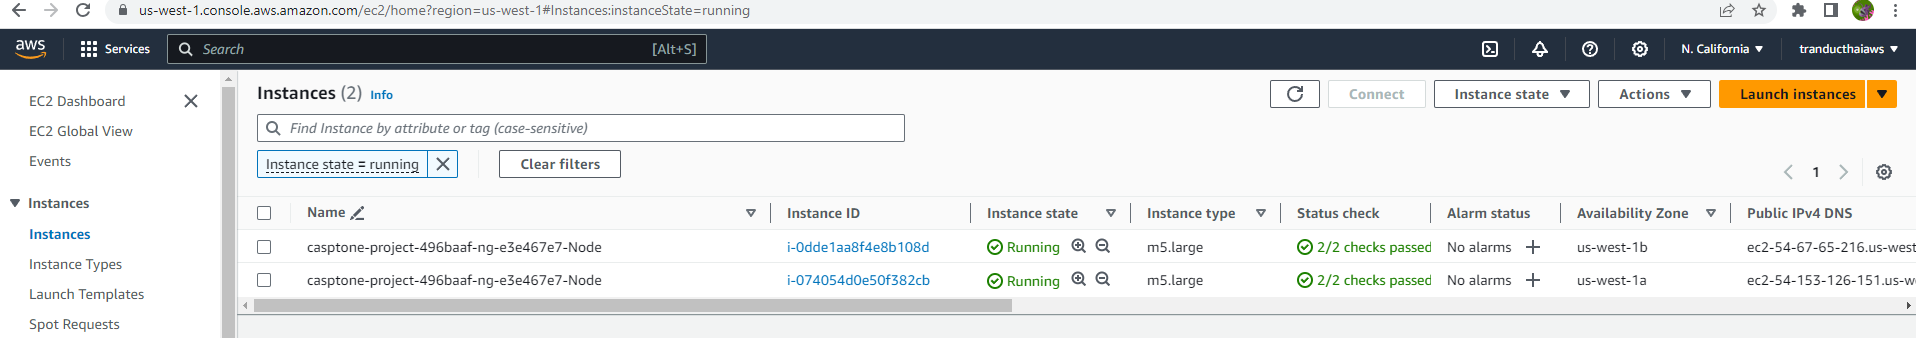 us-west-1.console.aws.amazon.com/ec2/home?region=us-west-1#Instances:instanceState=running
aws Services Search [Alt+S] N. California tranducthaiaws
EC2 Dashboard
EC2 Global View
Events
Instances
Instances
Instance Types
Launch Templates
Spot Requests
Instances (2) Info
Connect Instance state Actions Launch instances
Find Instance by attribute or tag (case-sensitive)
Instance state = running Clear filters
1
Name Instance ID Instance state Instance type Status check Alarm status Availability Zone Public IPv4 DNS
casptone-project-496baaf-ng-e3e467e7-Node i-0dde1aa8f4e8b108d Running m5.large 2/2 checks passed No alarms us-west-1b ec2-54-67-65-216.us-west
casptone-project-496baaf-ng-e3e467e7-Node i-074054d0e50f382cb Running m5.large 2/2 checks passed No alarms us-west-1a ec2-54-153-126-151.us-w